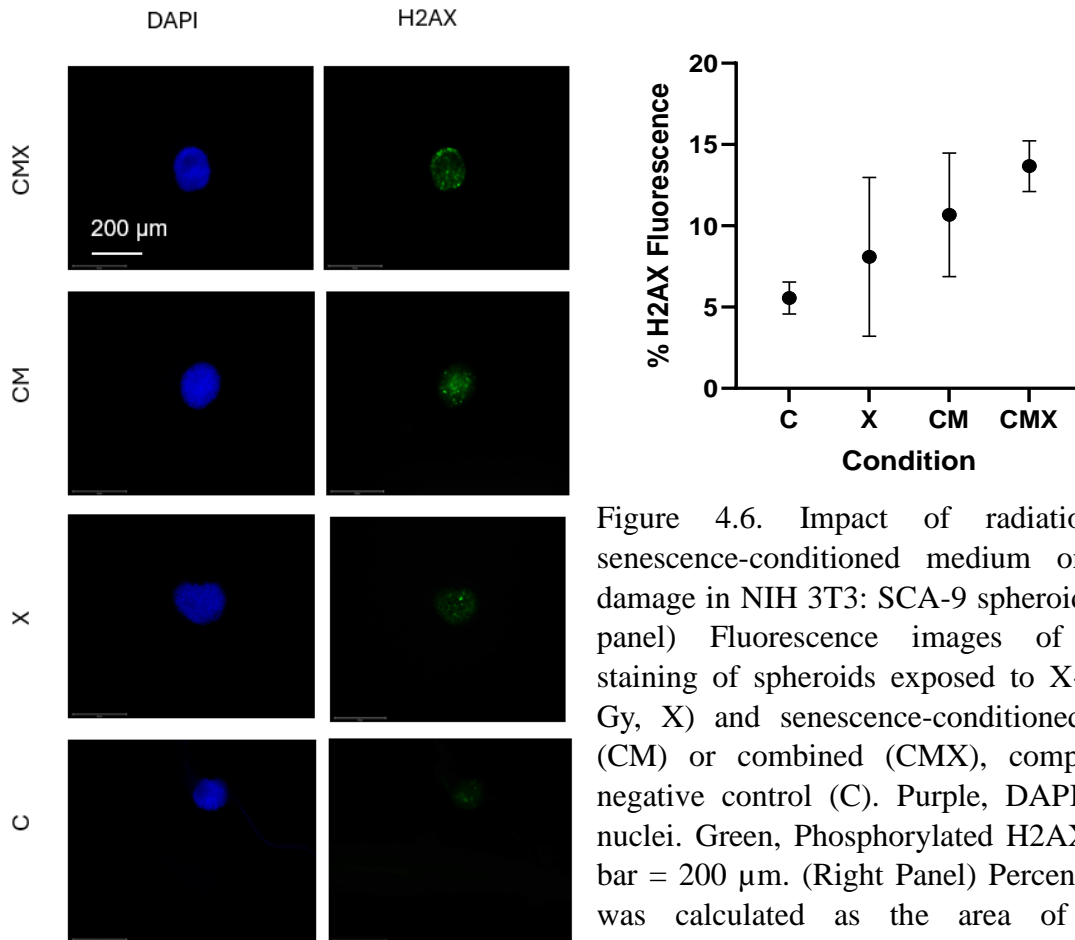 DAPI
H2AX
CMX
200 µm
CM
X
C
20
15
10
5
0
% H2AX Fluorescence
C X CM CMX
Condition
Figure 4.6. Impact of radiatio
senescence-conditioned medium o
damage in NIH 3T3: SCA-9 spheroi
panel) Fluorescence images of
staining of spheroids exposed to X-
Gy, X) and senescence-conditioned
(CM) or combined (CMX), comp
negative control (C). Purple, DAPI
nuclei. Green, Phosphorylated H2AX
bar = 200 µm. (Right Panel) Percen
was calculated as the area of